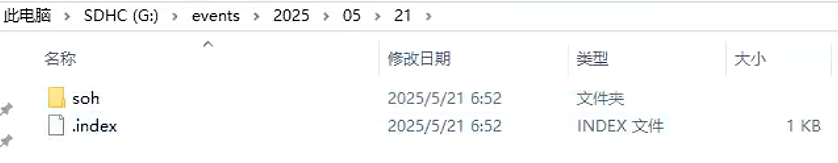 此电脑 > SDHC (G:) > events > 2025 > 05 > 21 >
名称 修改日期 类型 大小
soh 2025/5/21 6:52 文件夹
.index 2025/5/21 6:52 INDEX 文件 1 KB